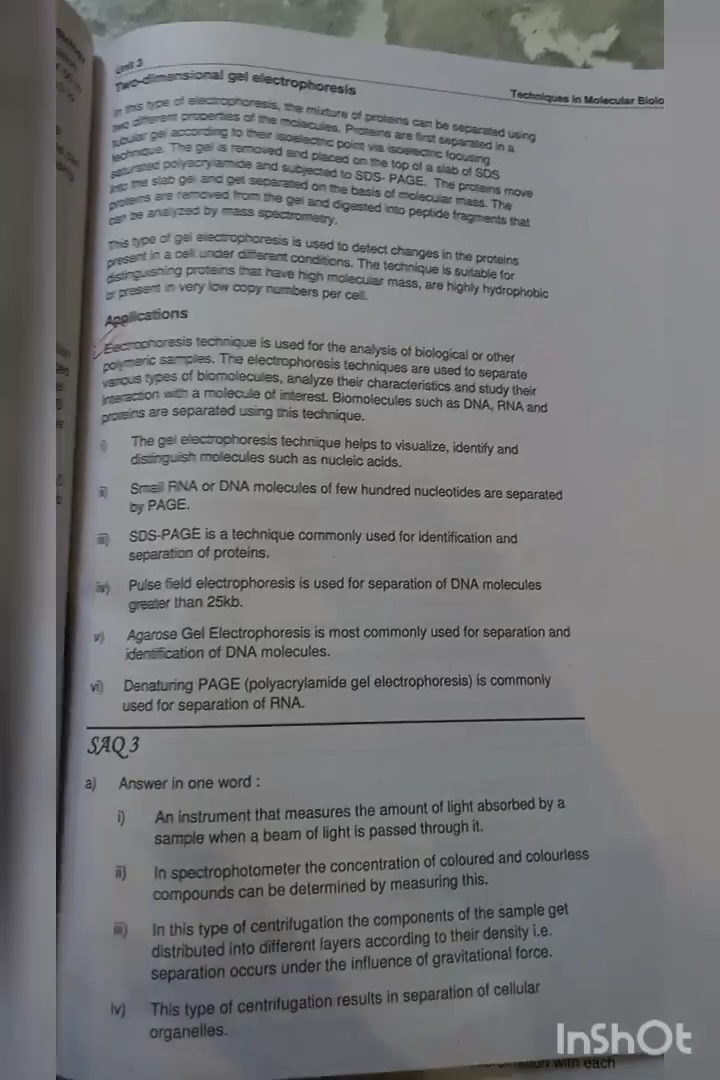 Unit 3
Techniques in Molecular Biolo
Two-dimensional gel electrophoresis
In this type of electrophoresis, the mixture of proteins can be separated using
two different properties of the molecules. Proteins are first separated in a
tubular gel according to their isoelectric point via isoelectric focusing
technique. The gel is removed and placed on the top of a slab of SDS
saturated polyacrylamide and subjected to SDS- PAGE. The proteins move
into the slab gel and get separated on the basis of molecular mass. The
proteins are removed from the gel and digested into peptide fragments that
can be analyzed by mass spectrometry.
This type of gel electrophoresis is used to detect changes in the proteins
present in a cell under different conditions. The technique is suitable for
distinguishing proteins that have high molecular mass, are highly hydrophobic
or present in very low copy numbers per cell.
Applications
Electrophoresis technique is used for the analysis of biological or other
polymeric samples. The electrophoresis techniques are used to separate
various types of biomolecules, analyze their characteristics and study their
interaction with a molecule of interest. Biomolecules such as DNA, RNA and
proteins are separated using this technique.
i) The gel electrophoresis technique helps to visualize, identify and
distinguish molecules such as nucleic acids.
ii) Small RNA or DNA molecules of few hundred nucleotides are separated
by PAGE.
iii) SDS-PAGE is a technique commonly used for identification and
separation of proteins.
iv) Pulse field electrophoresis is used for separation of DNA molecules
greater than 25kb.
v) Agarose Gel Electrophoresis is most commonly used for separation and
identification of DNA molecules.
vi) Denaturing PAGE (polyacrylamide gel electrophoresis) is commonly
used for separation of RNA.
SAQ 3
a) Answer in one word :
i) An instrument that measures the amount of light absorbed by a
sample when a beam of light is passed through it.
ii) In spectrophotometer the concentration of coloured and colourless
compounds can be determined by measuring this.
iii) In this type of centrifugation the components of the sample get
distributed into different layers according to their density i.e.
separation occurs under the influence of gravitational force.
iv) This type of centrifugation results in separation of cellular
organelles.
InShOt
with each